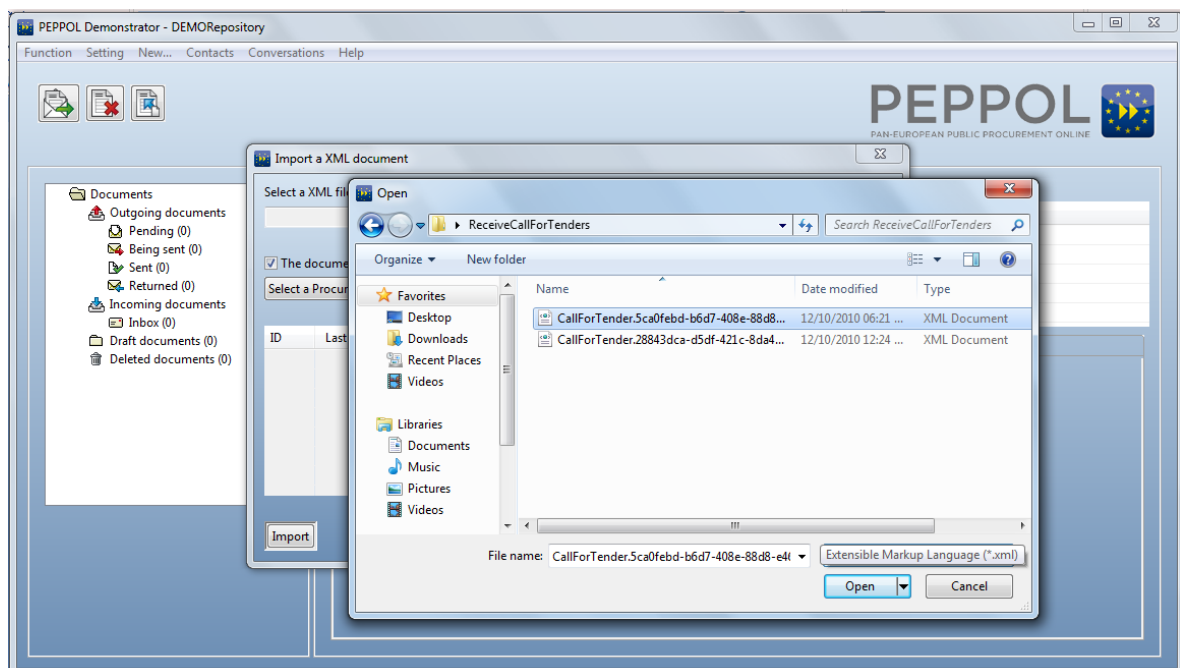 PEPPOL Demonstrator - DEMORepository
Function Setting New... Contacts Conversations Help
PEPPOL
PAN-EUROPEAN PUBLIC PROCUREMENT ONLINE
Import a XML document
Select a XML file
The docume
Select a Procur
ID Last
Import
Documents
Outgoing documents
Pending (0)
Being sent (0)
Sent (0)
Returned (0)
Incoming documents
Inbox (0)
Draft documents (0)
Deleted documents (0)
Open
ReceiveCallForTenders
Search ReceiveCallForTenders
Organize New folder
Favorites
Desktop
Downloads
Recent Places
Videos
Libraries
Documents
Music
Pictures
Videos
Name Date modified Type
CallForTender.5ca0febd-b6d7-408e-88d8... 12/10/2010 06:21 ... XML Document
CallForTender.28843dca-d5df-421c-8da4... 12/10/2010 12:24 ... XML Document
File name: CallForTender.5ca0febd-b6d7-408e-88d8-e4 Extensible Markup Language (*.xml)
Open Cancel